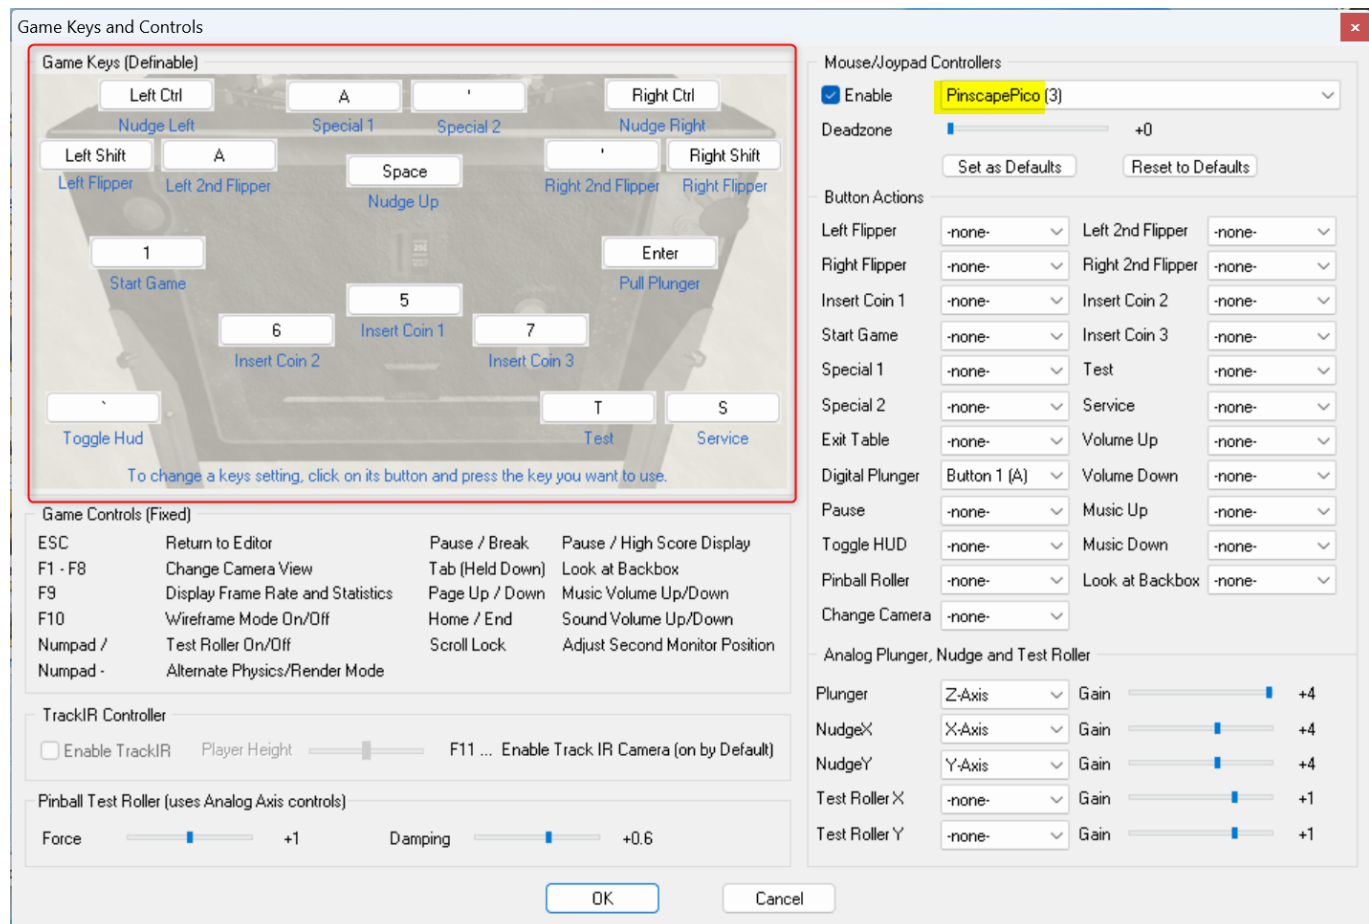 Game Keys and Controls
Game Keys (Definable)
Left Ctrl
A
'
Right Ctrl
Nudge Left
Special 1
Special 2
Nudge Right
Left Shift
A
'
Right Shift
Left Flipper
Left 2nd Flipper
Space
Right 2nd Flipper
Right Flipper
Nudge Up
1
Enter
Start Game
Pull Plunger
5
Insert Coin 1
6
7
Insert Coin 2
Insert Coin 3
`
T
S
Toggle Hud
Test
Service
To change a keys setting, click on its button and press the key you want to use.
Game Controls (Fixed)
ESC Return to Editor Pause / Break Pause / High Score Display
F1 - F8 Change Camera View Tab (Held Down) Look at Backbox
F9 Display Frame Rate and Statistics Page Up / Down Music Volume Up/Down
F10 Wireframe Mode On/Off Home / End Sound Volume Up/Down
Numpad / Test Roller On/Off Scroll Lock Adjust Second Monitor Position
Numpad - Alternate Physics/Render Mode
TrackIR Controller
Enable TrackIR Player Height F11 ... Enable Track IR Camera (on by Default)
Pinball Test Roller (uses Analog Axis controls)
Force +1 Damping +0.6
Mouse/Joypad Controllers
Enable PinscapePico (3)
Deadzone +0
Set as Defaults Reset to Defaults
Button Actions
Left Flipper -none- Left 2nd Flipper -none-
Right Flipper -none- Right 2nd Flipper -none-
Insert Coin 1 -none- Insert Coin 2 -none-
Start Game -none- Insert Coin 3 -none-
Special 1 -none- Test -none-
Special 2 -none- Service -none-
Exit Table -none- Volume Up -none-
Digital Plunger Button 1 (A) Volume Down -none-
Pause -none- Music Up -none-
Toggle HUD -none- Music Down -none-
Pinball Roller -none- Look at Backbox -none-
Change Camera -none-
Analog Plunger, Nudge and Test Roller
Plunger Z-Axis Gain +4
NudgeX X-Axis Gain +4
NudgeY Y-Axis Gain +4
Test Roller X -none- Gain +1
Test Roller Y -none- Gain +1
OK Cancel